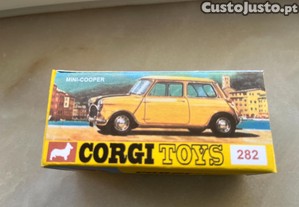 CustoJusto.pt
MINI-COOPER
CORGI TOYS 282